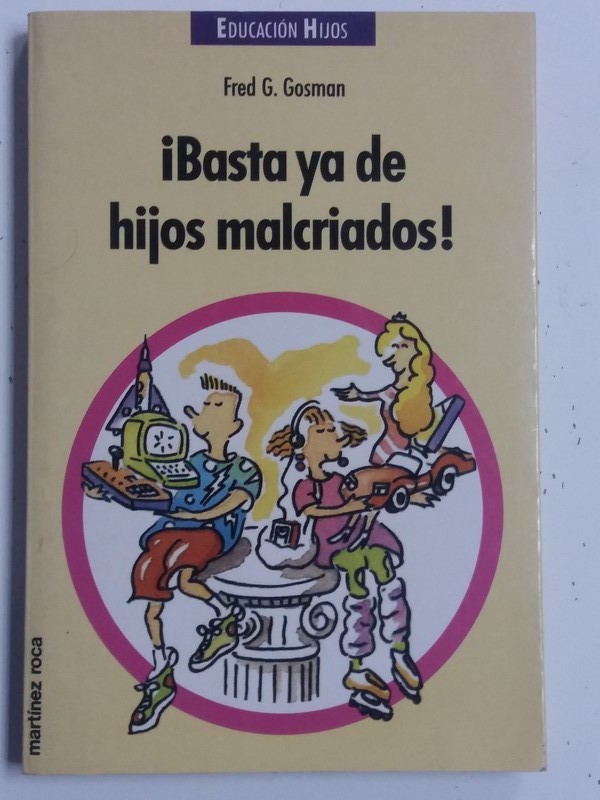 EDUCACIÓN HIJOS
Fred G. Gosman
¡Basta ya de
hijos malcriados!
martínez roca